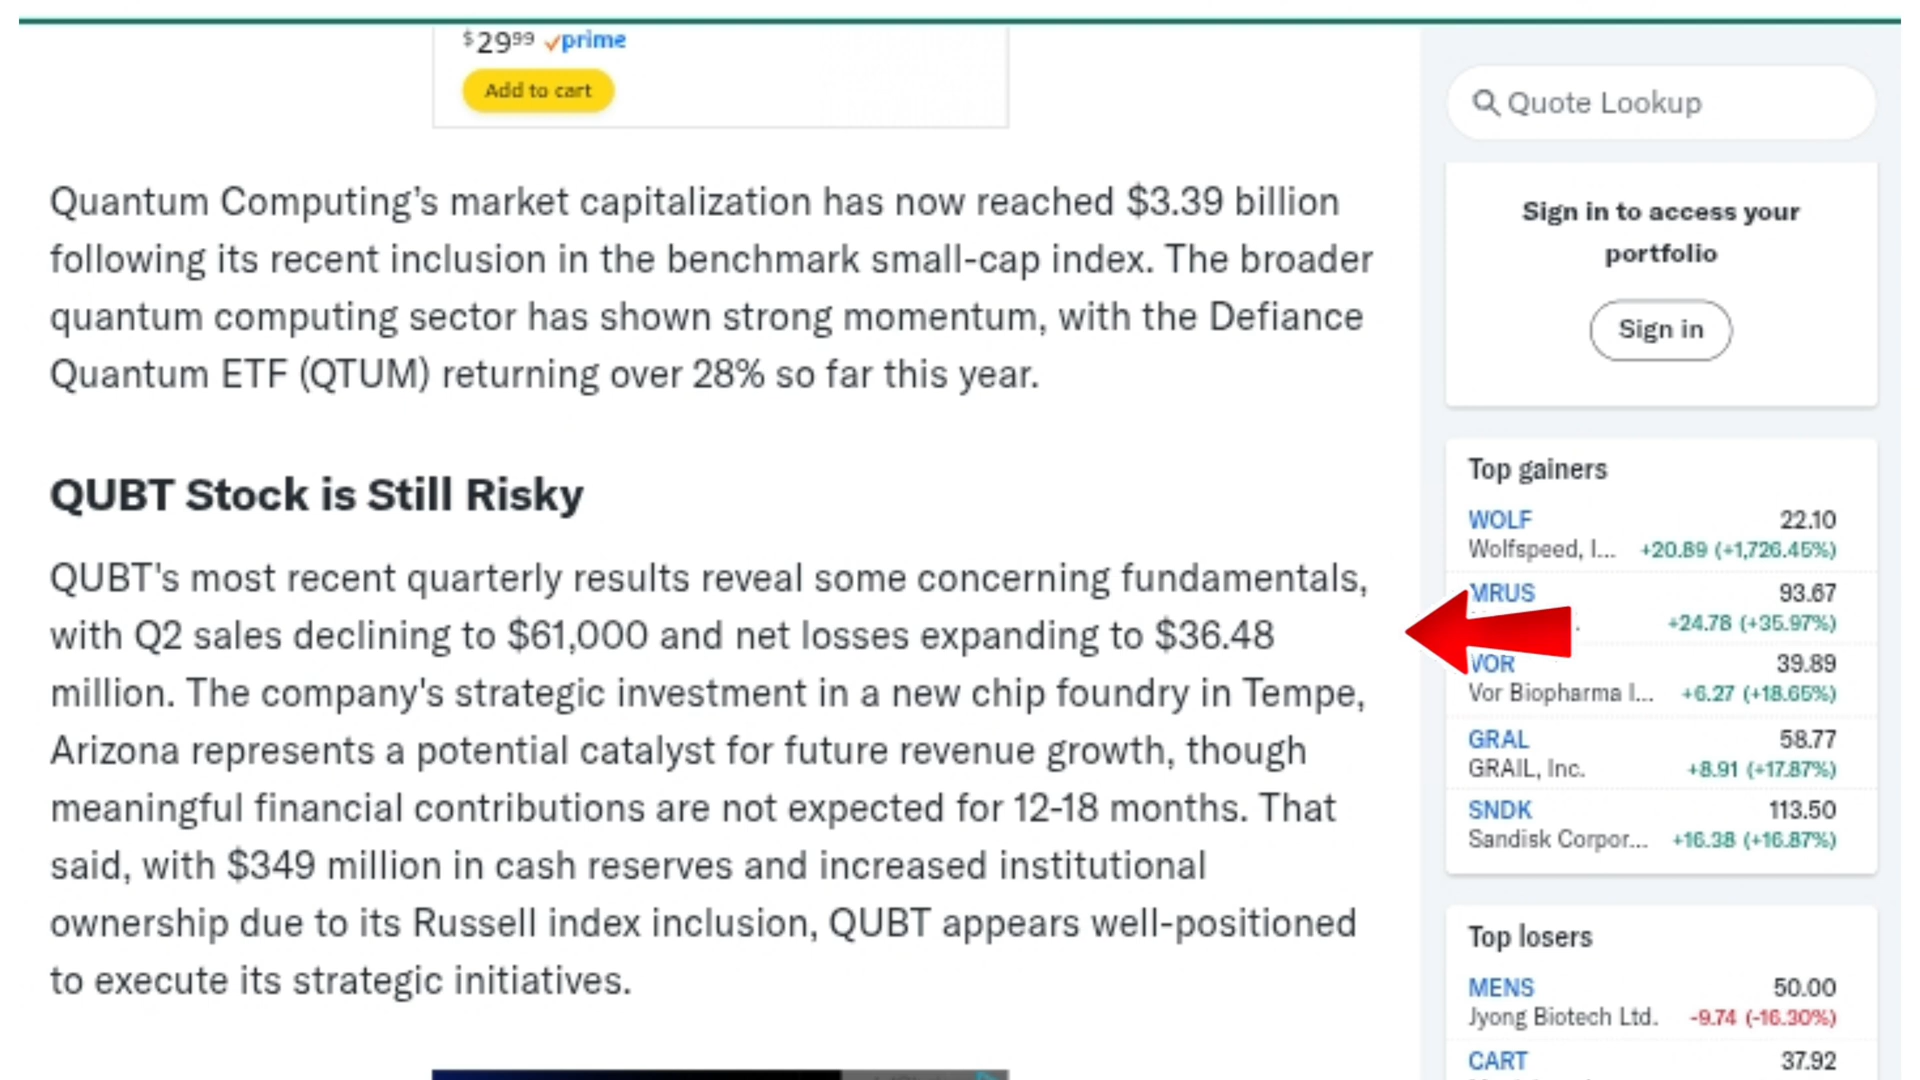 $29⁹⁹ prime
Add to cart
Quantum Computing’s market capitalization has now reached $3.39 billion
following its recent inclusion in the benchmark small-cap index. The broader
quantum computing sector has shown strong momentum, with the Defiance
Quantum ETF (QTUM) returning over 28% so far this year.
QUBT Stock is Still Risky
QUBT's most recent quarterly results reveal some concerning fundamentals,
with Q2 sales declining to $61,000 and net losses expanding to $36.48
million. The company's strategic investment in a new chip foundry in Tempe,
Arizona represents a potential catalyst for future revenue growth, though
meaningful financial contributions are not expected for 12-18 months. That
said, with $349 million in cash reserves and increased institutional
ownership due to its Russell index inclusion, QUBT appears well-positioned
to execute its strategic initiatives.
Quote Lookup
Sign in to access your
portfolio
Sign in
Top gainers
WOLF 22.10
Wolfspeed, I... +20.89 (+1,726.45%)
MRUS 93.67
+24.78 (+35.97%)
VOR 39.89
Vor Biopharma I... +6.27 (+18.65%)
GRAL 58.77
GRAIL, Inc. +8.91 (+17.87%)
SNDK 113.50
Sandisk Corpor... +16.38 (+16.87%)
Top losers
MENS 50.00
Jyong Biotech Ltd. -9.74 (-16.30%)
CART 37.92